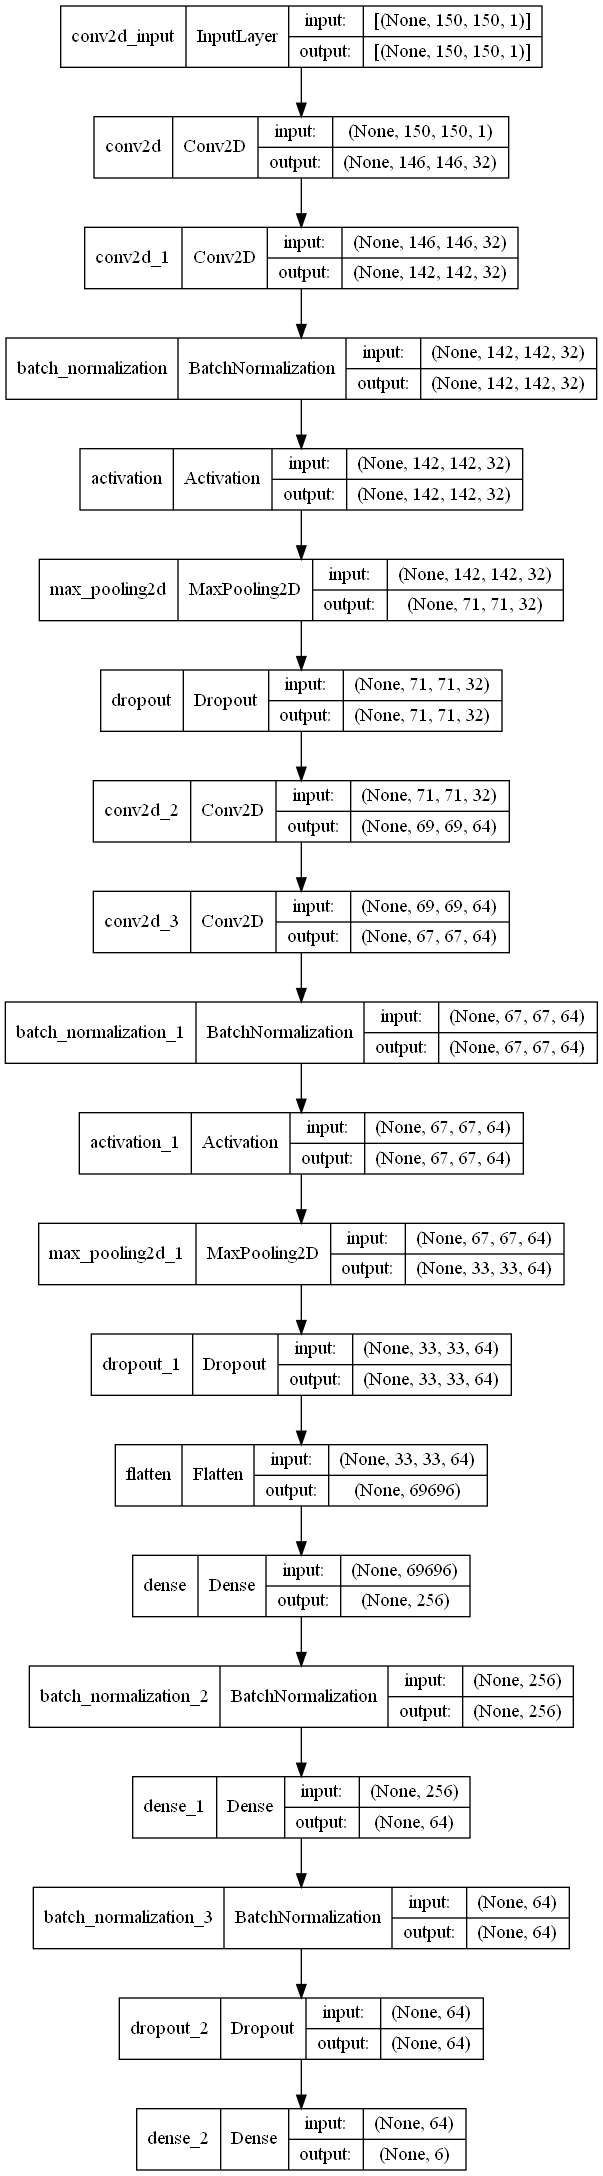 conv2d_input InputLayer input: [(None, 150, 150, 1)]
output: [(None, 150, 150, 1)]
conv2d Conv2D input: (None, 150, 150, 1)
output: (None, 146, 146, 32)
conv2d_1 Conv2D input: (None, 146, 146, 32)
output: (None, 142, 142, 32)
batch_normalization BatchNormalization input: (None, 142, 142, 32)
output: (None, 142, 142, 32)
activation Activation input: (None, 142, 142, 32)
output: (None, 142, 142, 32)
max_pooling2d MaxPooling2D input: (None, 142, 142, 32)
output: (None, 71, 71, 32)
dropout Dropout input: (None, 71, 71, 32)
output: (None, 71, 71, 32)
conv2d_2 Conv2D input: (None, 71, 71, 32)
output: (None, 69, 69, 64)
conv2d_3 Conv2D input: (None, 69, 69, 64)
output: (None, 67, 67, 64)
batch_normalization_1 BatchNormalization input: (None, 67, 67, 64)
output: (None, 67, 67, 64)
activation_1 Activation input: (None, 67, 67, 64)
output: (None, 67, 67, 64)
max_pooling2d_1 MaxPooling2D input: (None, 67, 67, 64)
output: (None, 33, 33, 64)
dropout_1 Dropout input: (None, 33, 33, 64)
output: (None, 33, 33, 64)
flatten Flatten input: (None, 33, 33, 64)
output: (None, 69696)
dense Dense input: (None, 69696)
output: (None, 256)
batch_normalization_2 BatchNormalization input: (None, 256)
output: (None, 256)
dense_1 Dense input: (None, 256)
output: (None, 64)
batch_normalization_3 BatchNormalization input: (None, 64)
output: (None, 64)
dropout_2 Dropout input: (None, 64)
output: (None, 64)
dense_2 Dense input: (None, 64)
output: (None, 6)